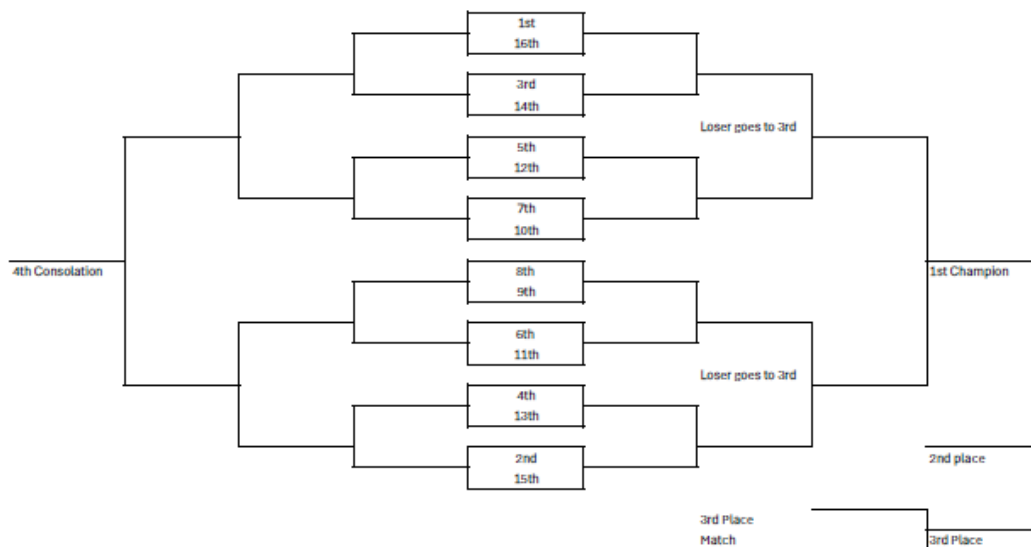 1st
16th
3rd
14th
Loser goes to 3rd
5th
12th
7th
10th
4th Consolation
8th
9th
1st Champion
6th
11th
Loser goes to 3rd
4th
13th
2nd
15th
2nd place
3rd Place
Match
3rd Place